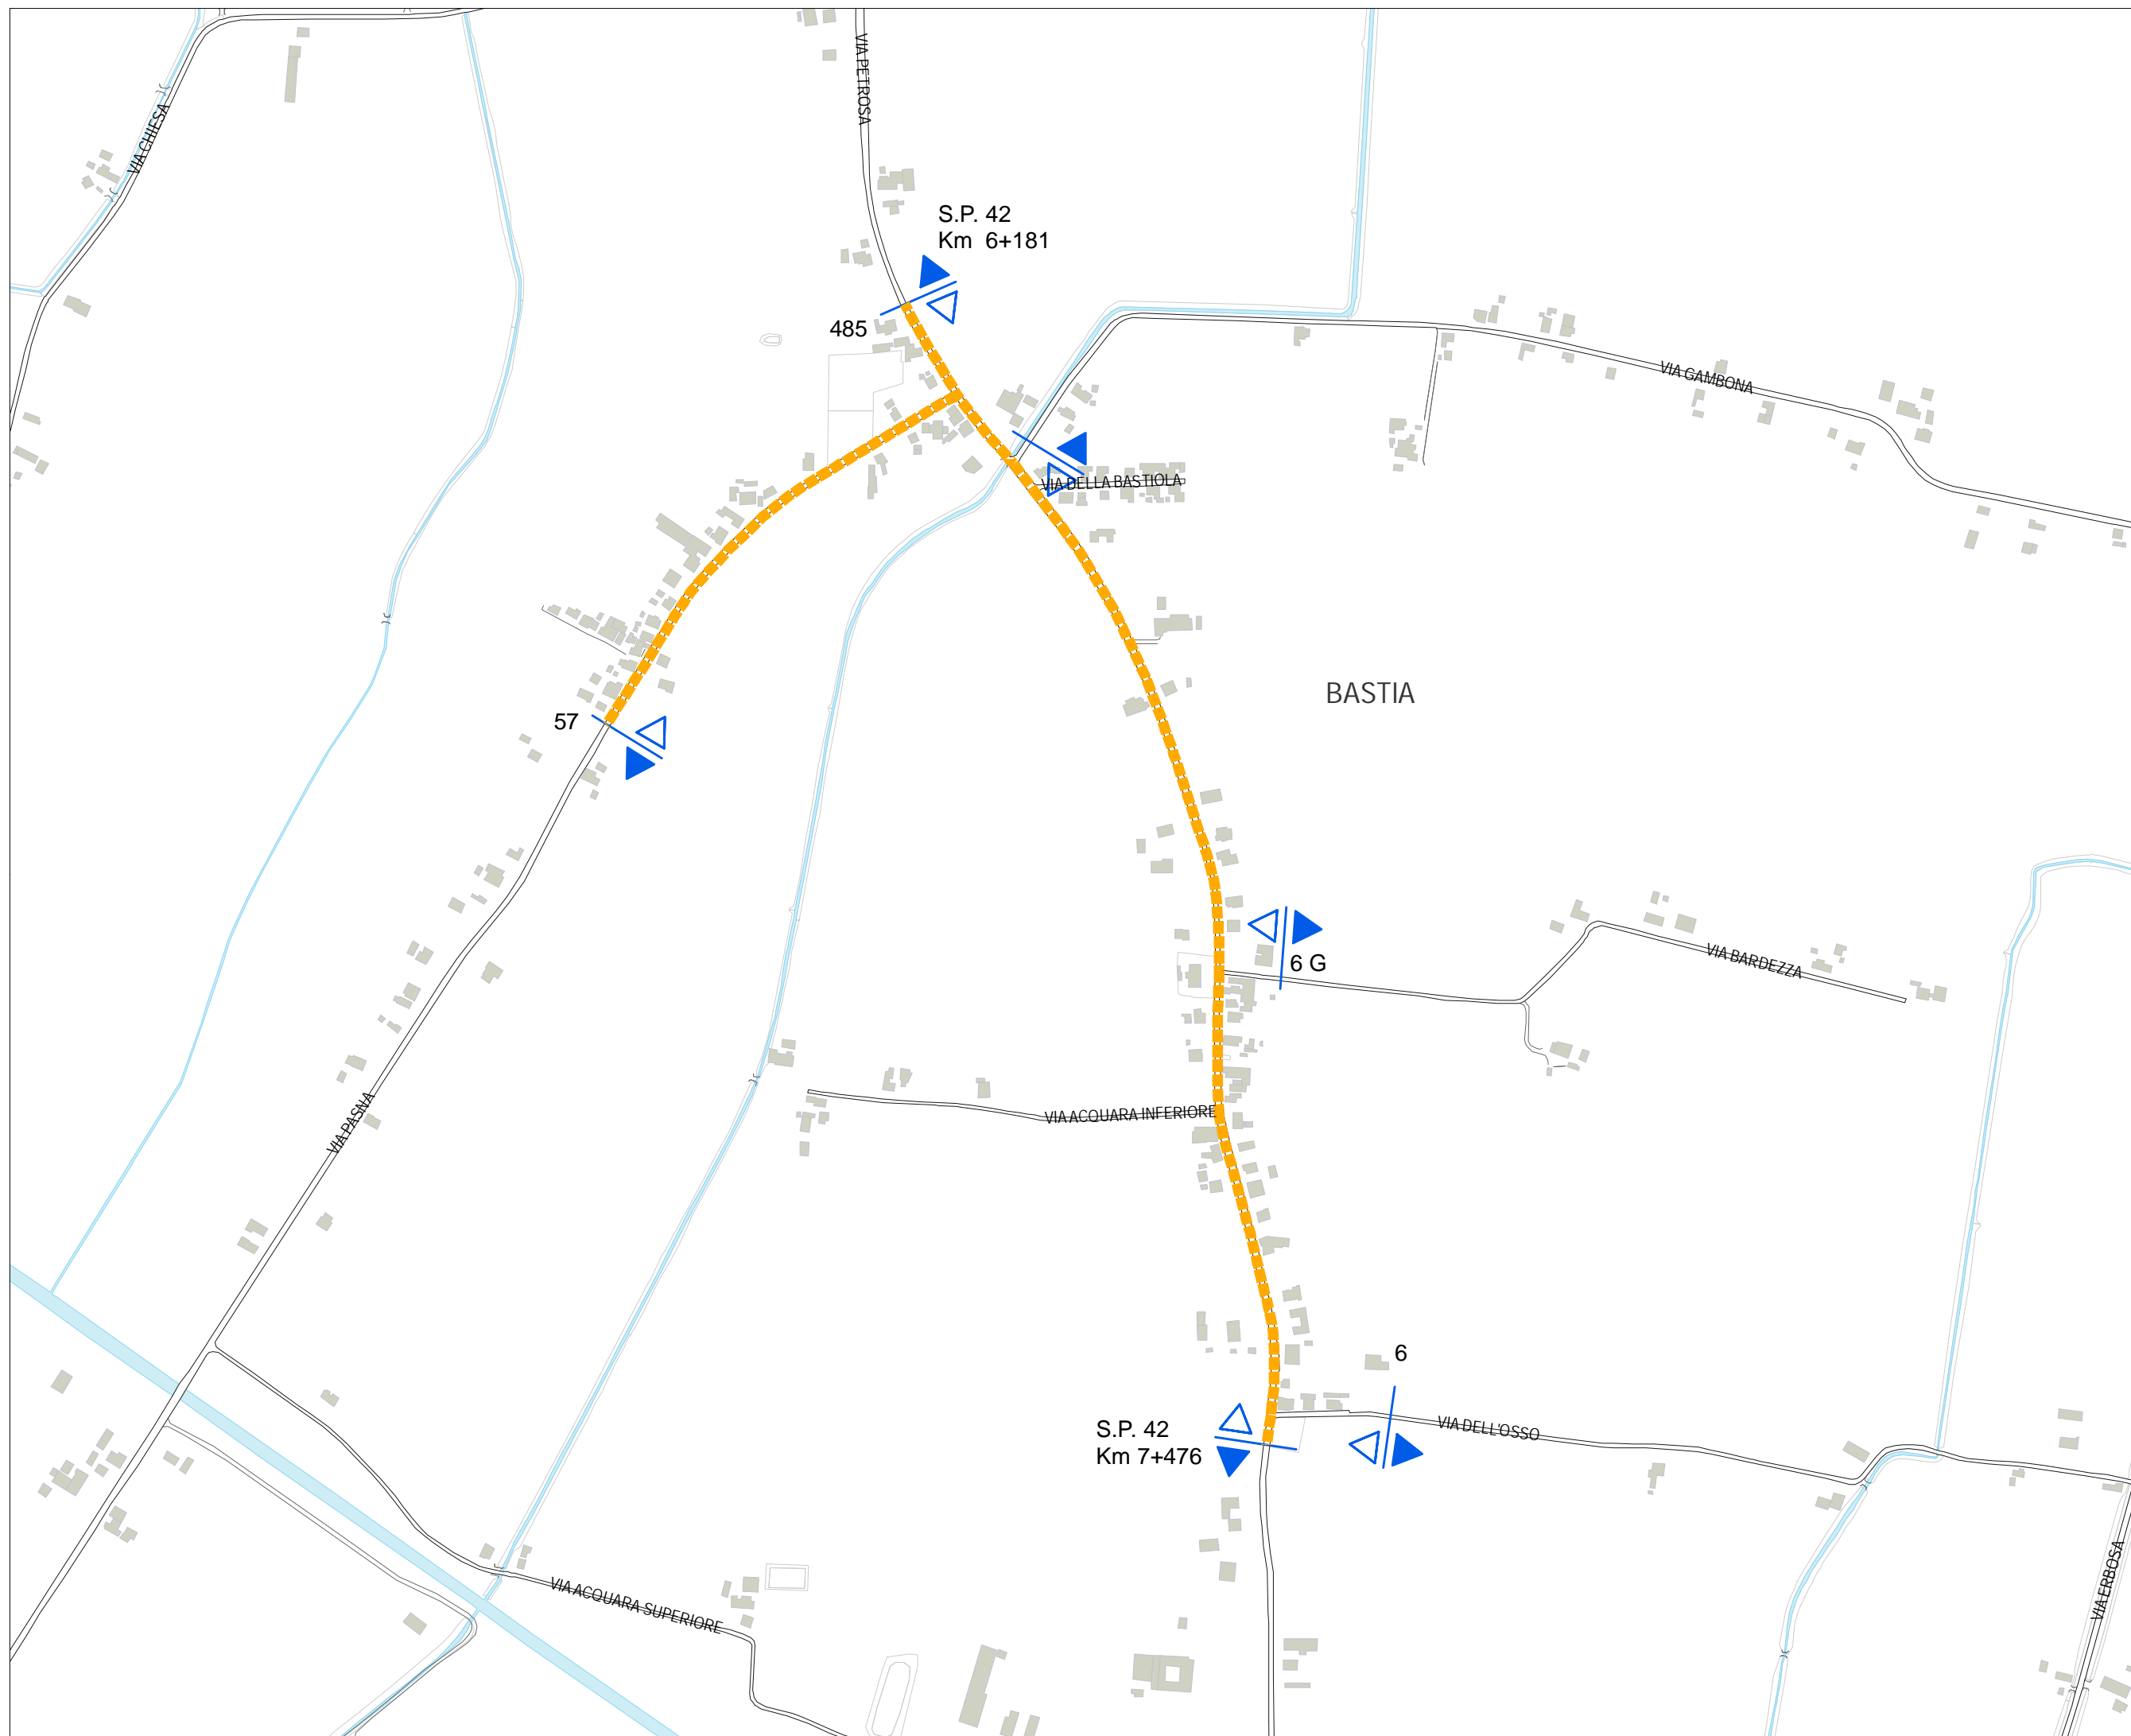 VIA PETROSA
VIA CHIESA
S.P. 42
Km 6+181
485
VIA GAMBONA
VIA DELLA BASTIOLA
BASTIA
57
6 G
VIA BARDEZZA
VIA PASNA
VIA ACQUARA INFERIORE
6
S.P. 42
Km 7+476
VIA DELL'OSSO
VIA ERBOSA
VIA ACQUARA SUPERIORE